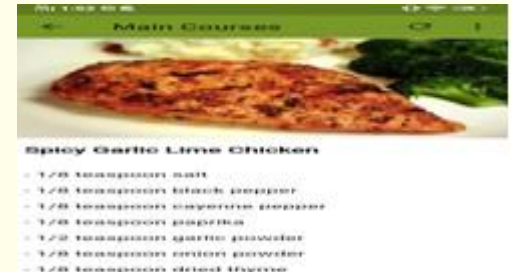 Main Courses
Spicy Garlic Lime Chicken
- 1/8 teaspoon salt
- 1/8 teaspoon black pepper
- 1/8 teaspoon cayenne pepper
- 1/8 teaspoon paprika
- 1/2 teaspoon garlic powder
- 1/8 teaspoon onion powder
- 1/8 teaspoon dried thyme